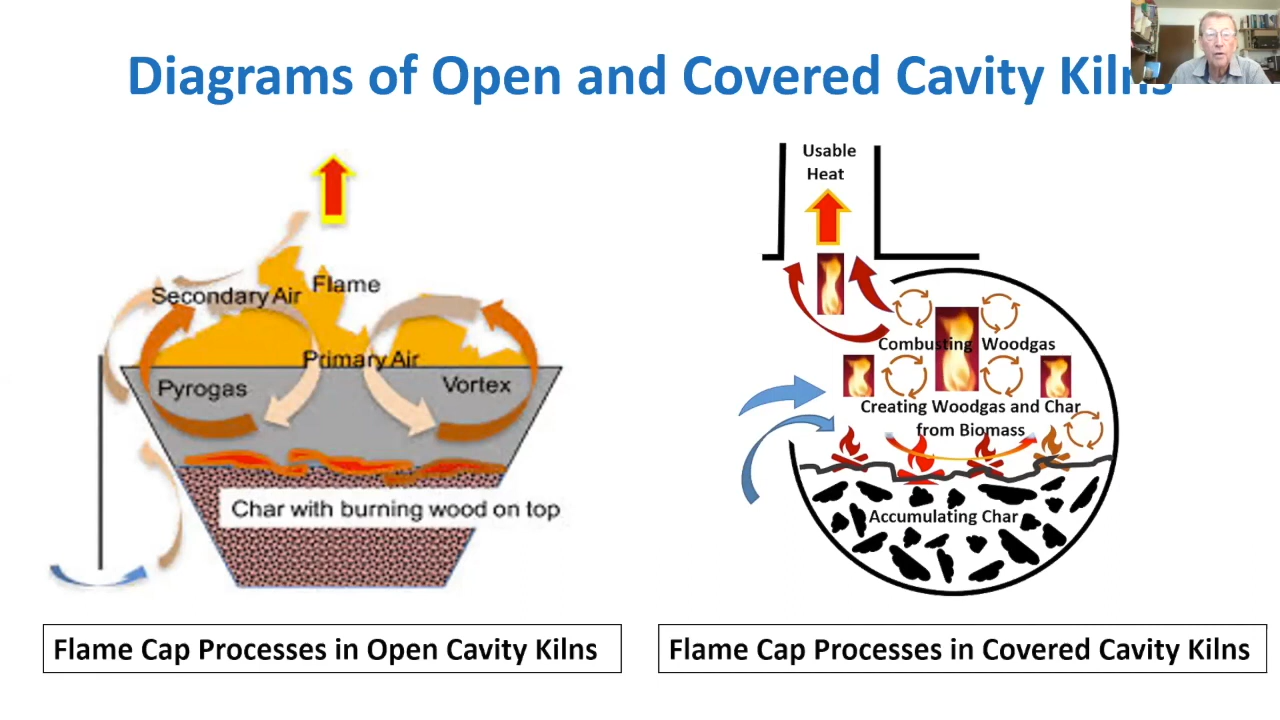 Diagrams of Open and Covered Cavity Kilns
Flame
Secondary Air
Primary Air
Pyrogas
Vortex
Char with burning wood on top
Flame Cap Processes in Open Cavity Kilns
Usable
Heat
Combusting Woodgas
Creating Woodgas and Char
from Biomass
Accumulating Char
Flame Cap Processes in Covered Cavity Kilns